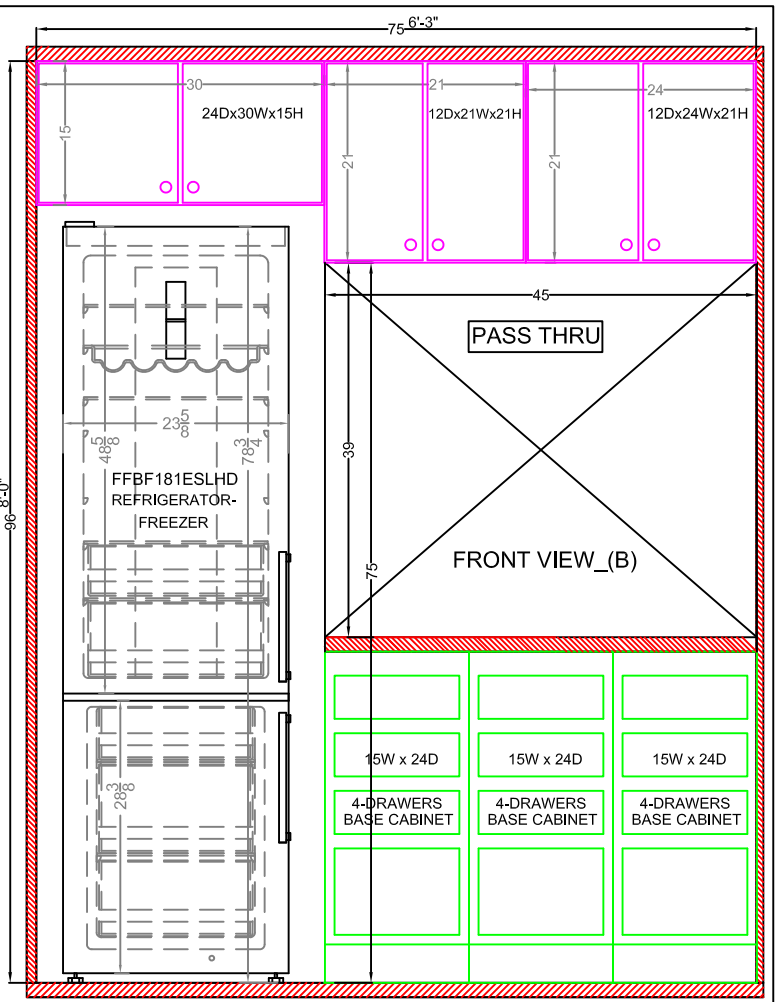 75 6'-3"
30
24Dx30Wx15H
15
21
12Dx21Wx21H
21
24
12Dx24Wx21H
21
96 8'-0"
45
PASS THRU
23 5/8
48 5/8
78 3/4
39
FFBF181ESLHD
REFRIGERATOR-
FREEZER
75
FRONT VIEW_(B)
28 3/8
15W x 24D
15W x 24D
15W x 24D
4-DRAWERS
BASE CABINET
4-DRAWERS
BASE CABINET
4-DRAWERS
BASE CABINET